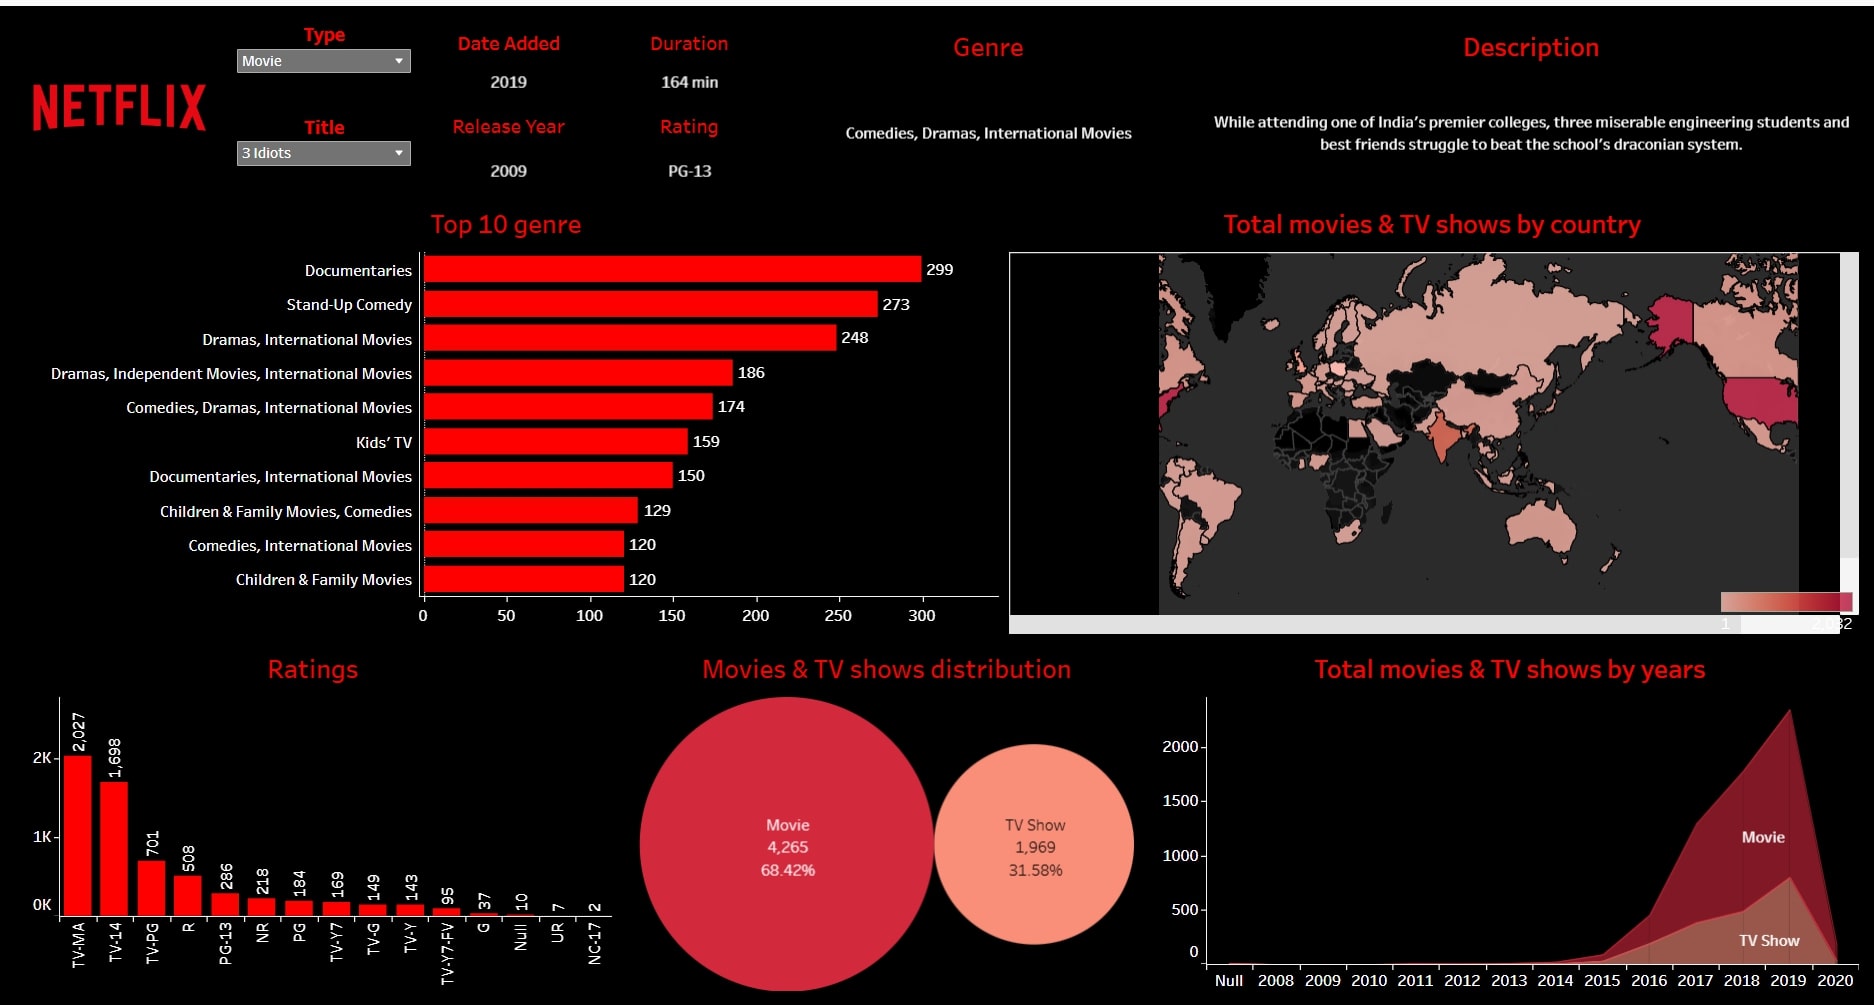 Type
Movie
Date Added
2019
Duration
164 min
Genre
Description
NETFLIX
Title
3 Idiots
Release Year
2009
Rating
PG-13
Comedies, Dramas, International Movies
While attending one of India's premier colleges, three miserable engineering students and
best friends struggle to beat the school's draconian system.
Top 10 genre
Documentaries 299
Stand-Up Comedy 273
Dramas, International Movies 248
Dramas, Independent Movies, International Movies 186
Comedies, Dramas, International Movies 174
Kids' TV 159
Documentaries, International Movies 150
Children & Family Movies, Comedies 129
Comedies, International Movies 120
Children & Family Movies 120
0 50 100 150 200 250 300
Total movies & TV shows by country
1 2,032
Ratings
2K
1K
0K
2,027 1,698 701 508 286 218 184 169 149 143 95 37 10 7 2
TV-MA TV-14 TV-PG R PG-13 NR PG TV-Y7 TV-G TV-Y TV-Y7-FV G Null UR NC-17
Movies & TV shows distribution
Movie
4,265
68.42%
TV Show
1,969
31.58%
Total movies & TV shows by years
2000
1500
1000
500
0
Movie
TV Show
Null 2008 2009 2010 2011 2012 2013 2014 2015 2016 2017 2018 2019 2020